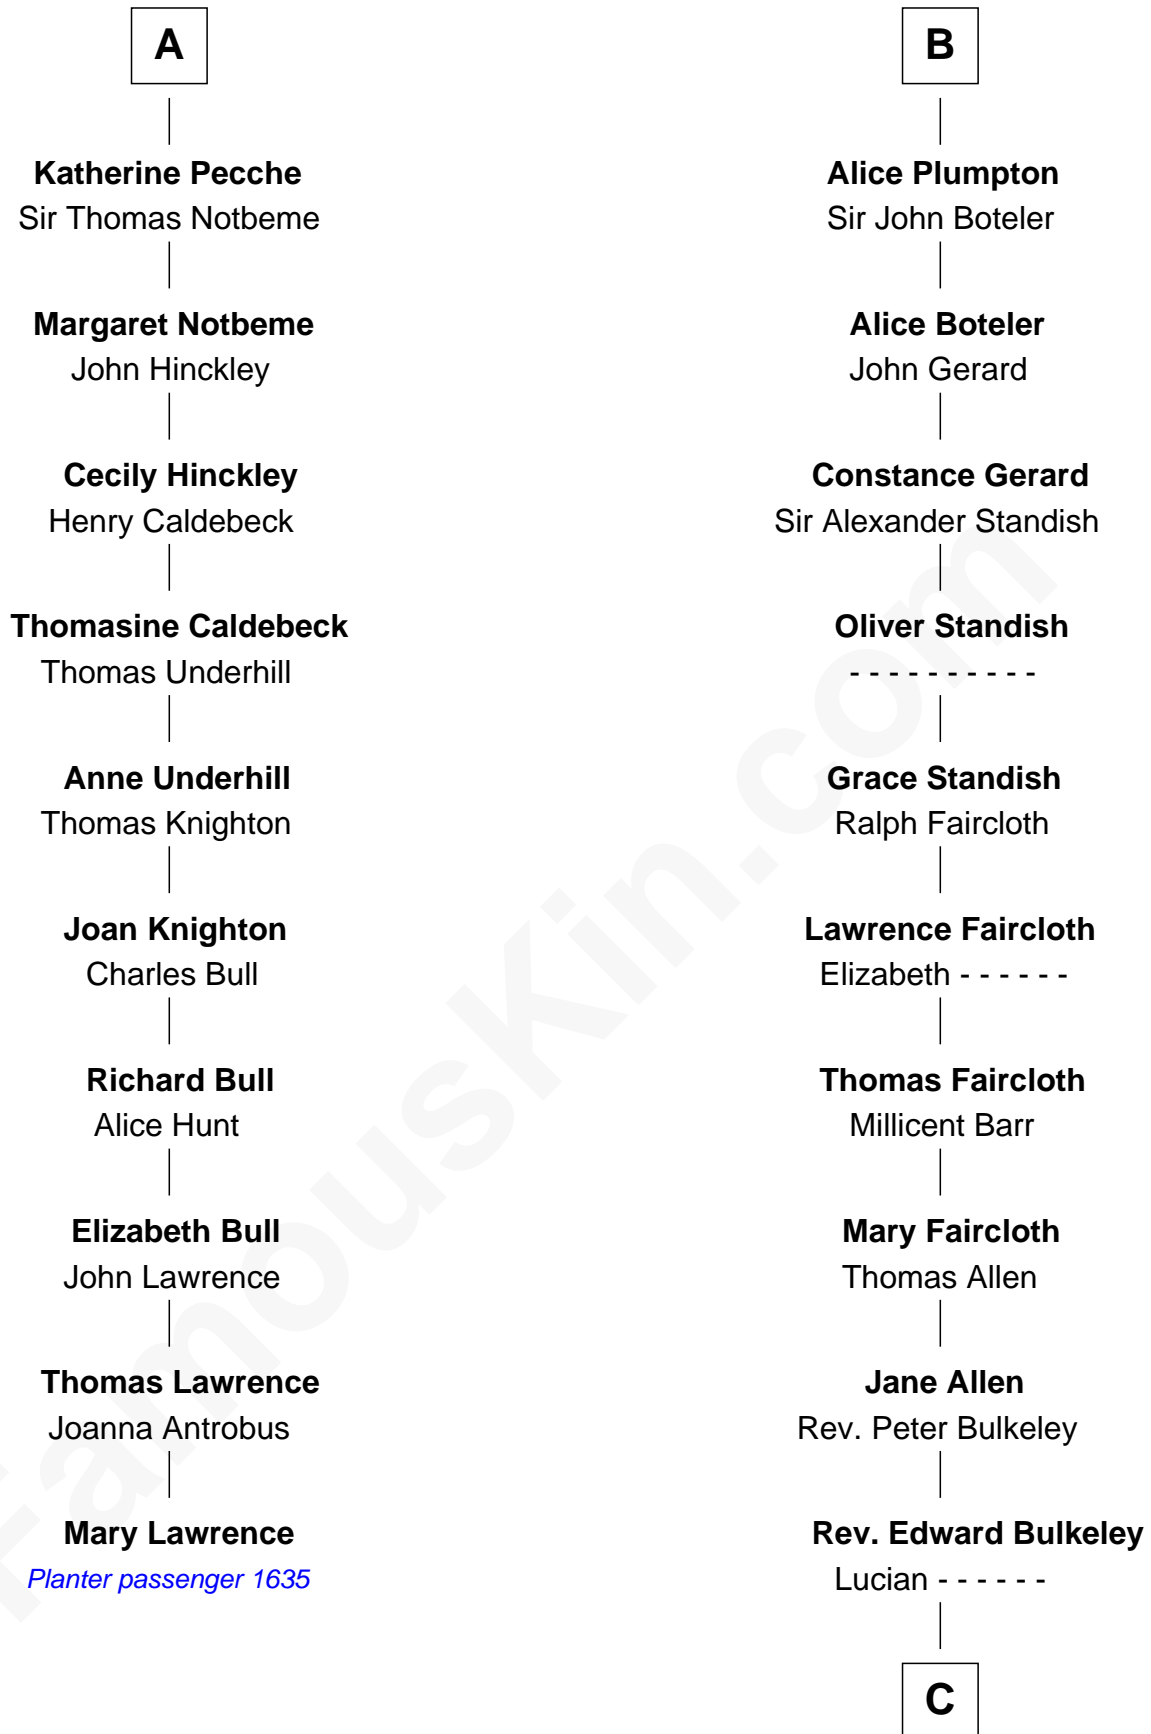 A
Katherine Pecche
Sir Thomas Notbeme
Margaret Notbeme
John Hinckley
Cecily Hinckley
Henry Caldebeck
Thomasine Caldebeck
Thomas Underhill
Anne Underhill
Thomas Knighton
Joan Knighton
Charles Bull
Richard Bull
Alice Hunt
Elizabeth Bull
John Lawrence
Thomas Lawrence
Joanna Antrobus
Mary Lawrence
Planter passenger 1635
B
Alice Plumpton
Sir John Boteler
Alice Boteler
John Gerard
Constance Gerard
Sir Alexander Standish
Oliver Standish
- - - - - - - - - -
Grace Standish
Ralph Faircloth
Lawrence Faircloth
Elizabeth - - - - - -
Thomas Faircloth
Millicent Barr
Mary Faircloth
Thomas Allen
Jane Allen
Rev. Peter Bulkeley
Rev. Edward Bulkeley
Lucian - - - - - -
C
FamousKin.com